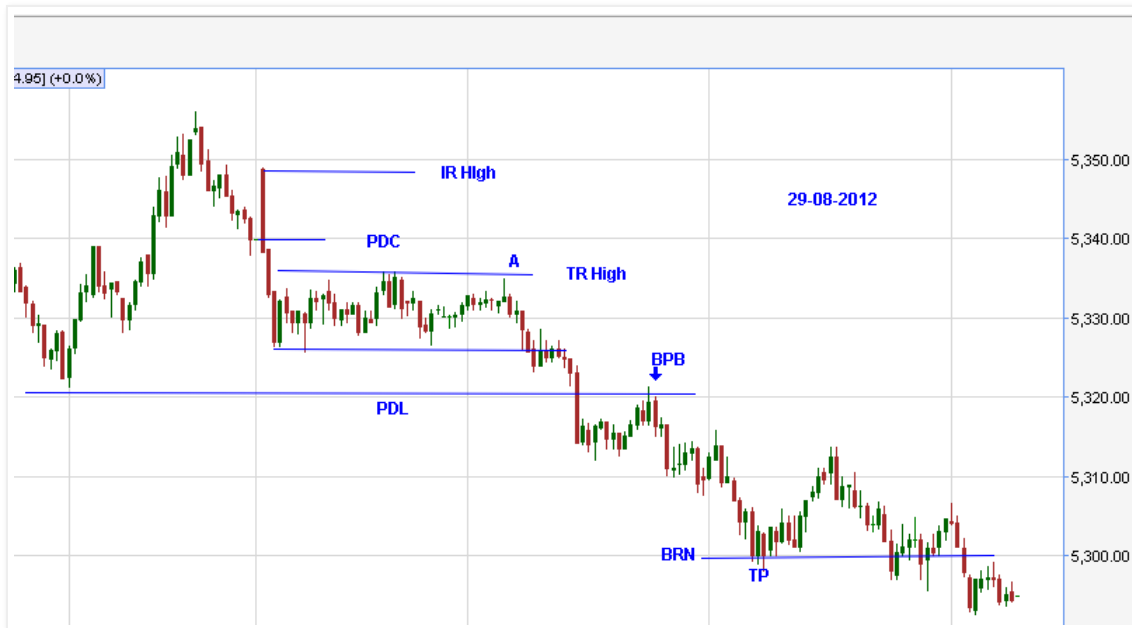 4.95] (+0.0%)
5,350.00
IR HIgh
29-08-2012
5,340.00
PDC
A
TR High
5,330.00
BPB
5,320.00
PDL
5,310.00
BRN
5,300.00
TP